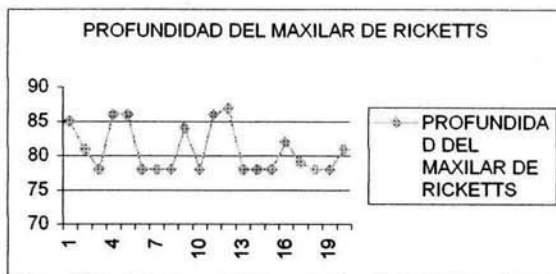 PROFUNDIDAD DEL MAXILAR DE RICKETTS
90
85
80
75
70
1 4 7 10 13 16 19
PROFUNDIDA
D DEL
MAXILAR DE
RICKETTS